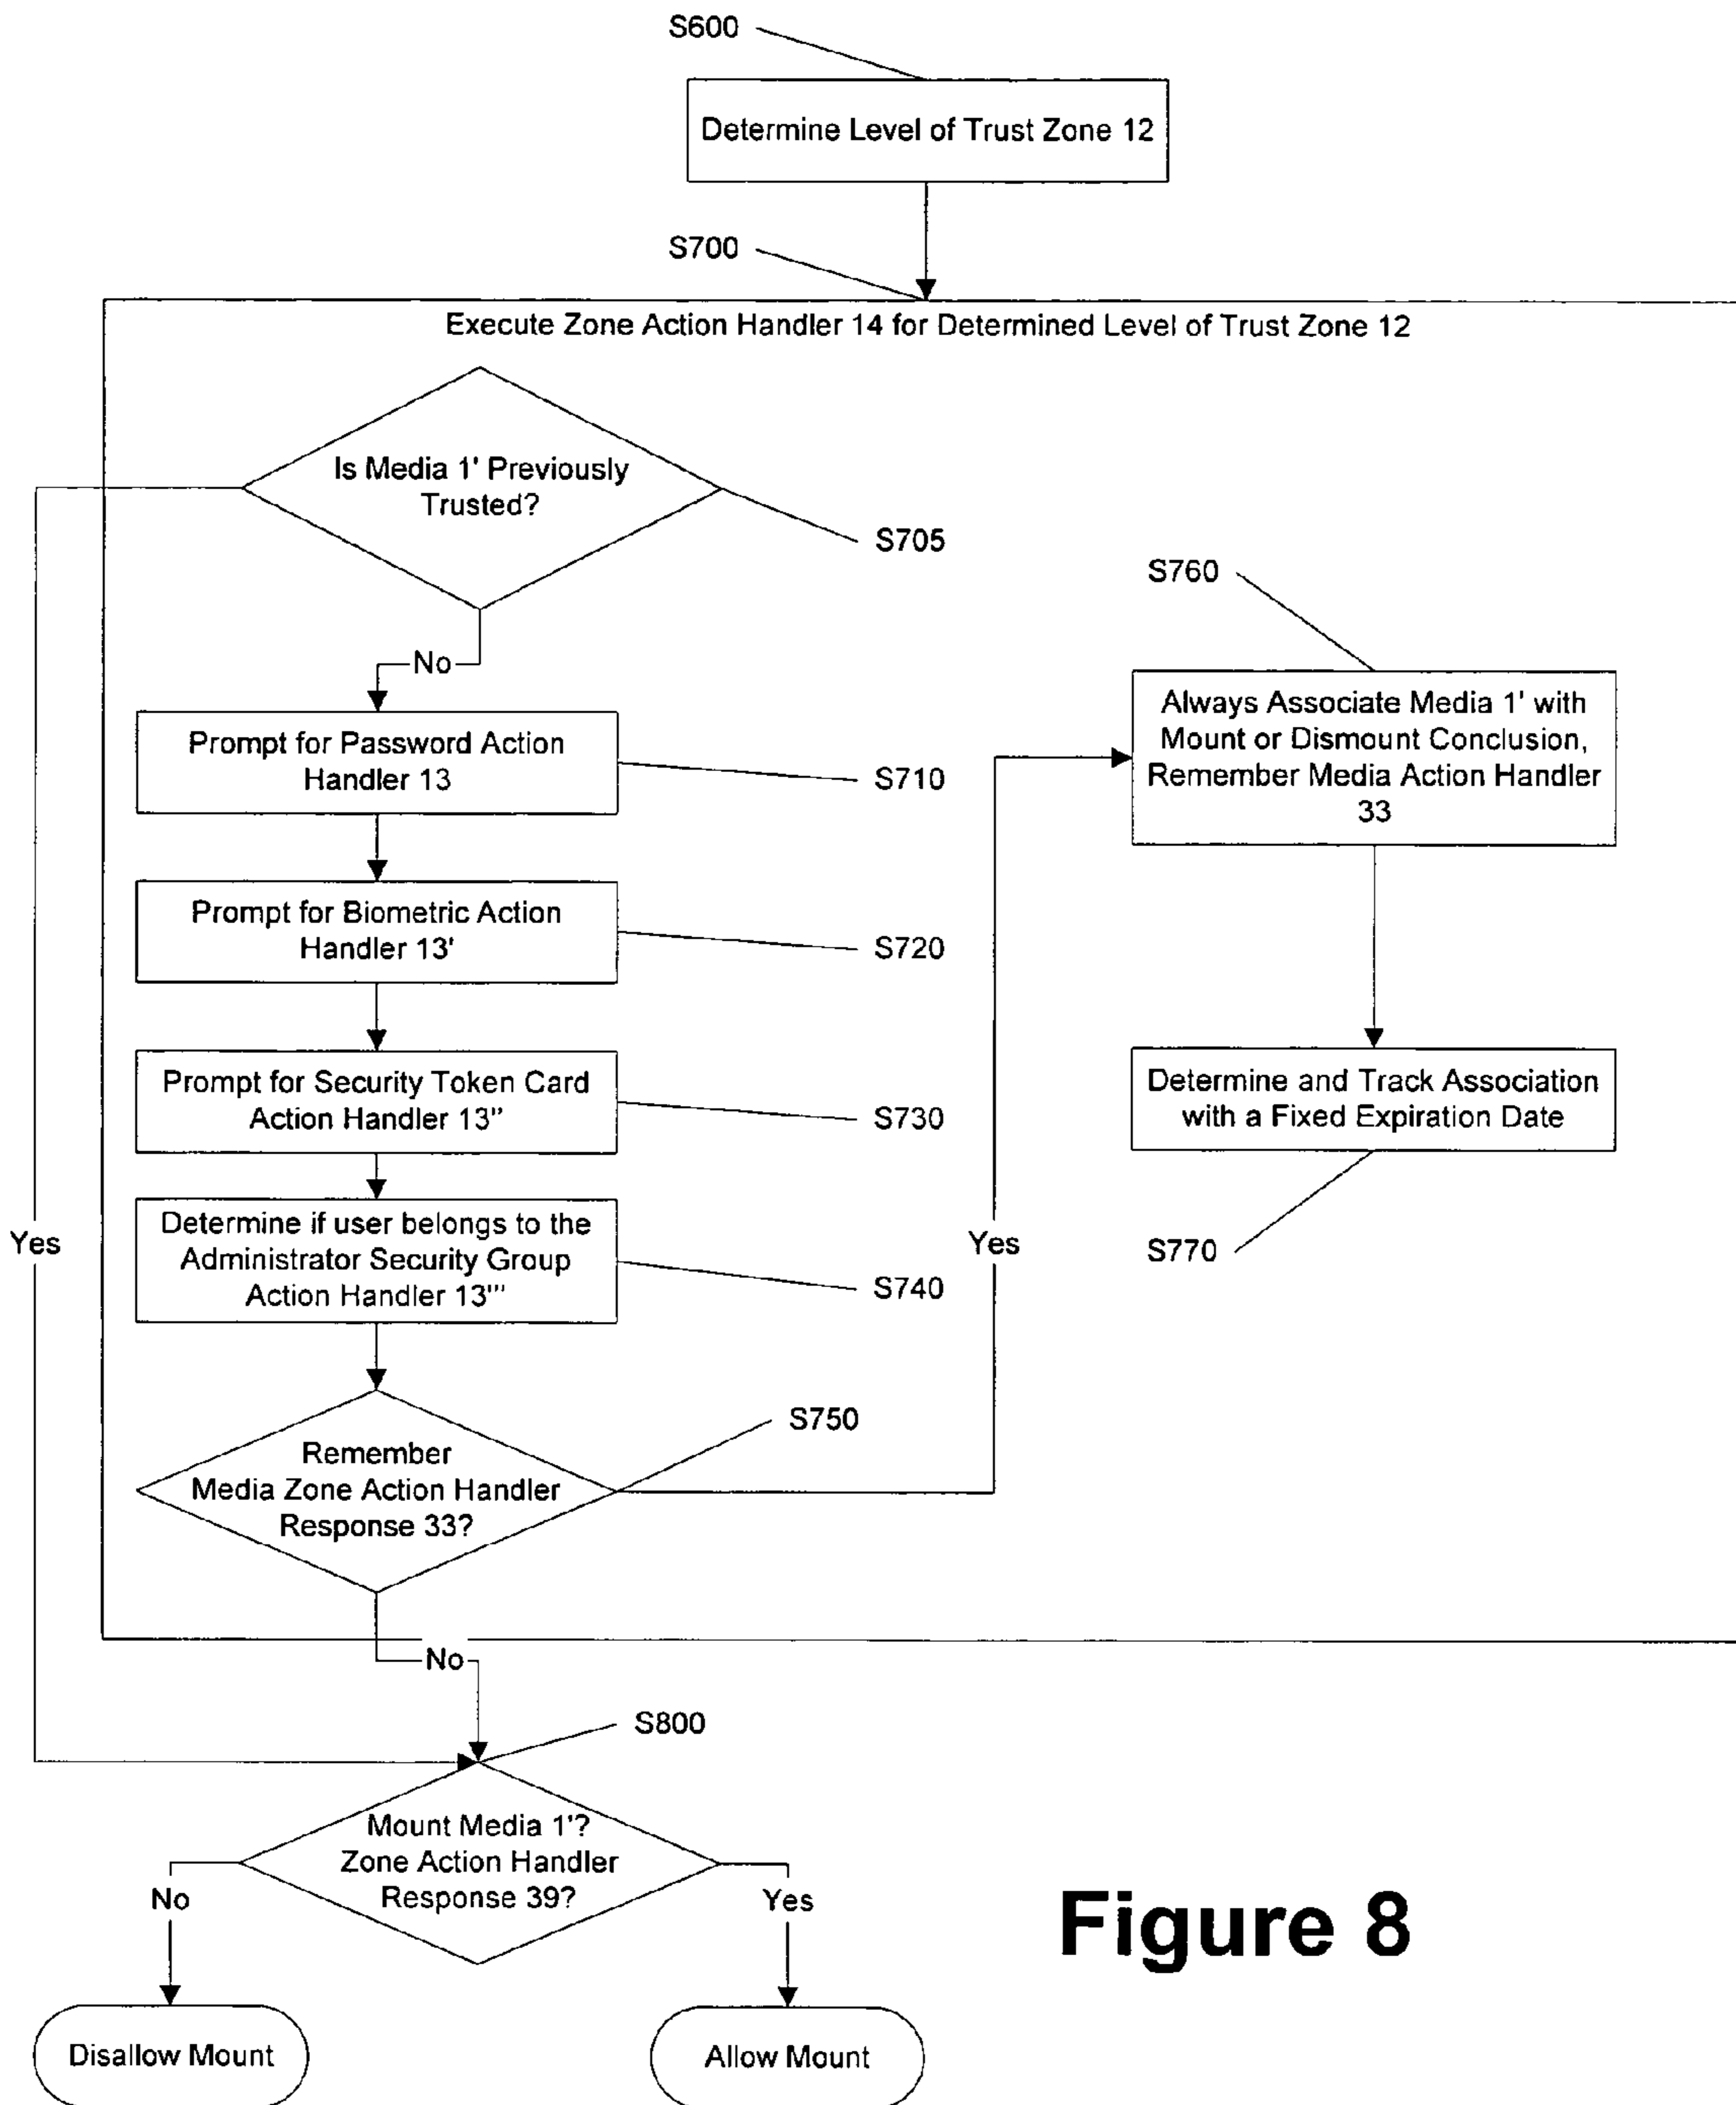 S600
Determine Level of Trust Zone 12
S700
Execute Zone Action Handler 14 for Determined Level of Trust Zone 12
Is Media 1' Previously
Trusted?
S705
No
Prompt for Password Action
Handler 13
S710
Prompt for Biometric Action
Handler 13'
S720
Prompt for Security Token Card
Action Handler 13''
S730
Determine if user belongs to the
Administrator Security Group
Action Handler 13'''
S740
Yes
Remember
Media Zone Action Handler
Response 33?
S750
Yes
S760
Always Associate Media 1' with
Mount or Dismount Conclusion,
Remember Media Action Handler
33
Determine and Track Association
with a Fixed Expiration Date
S770
No
S800
Mount Media 1'?
Zone Action Handler
Response 39?
No
Yes
Disallow Mount
Allow Mount
Figure 8